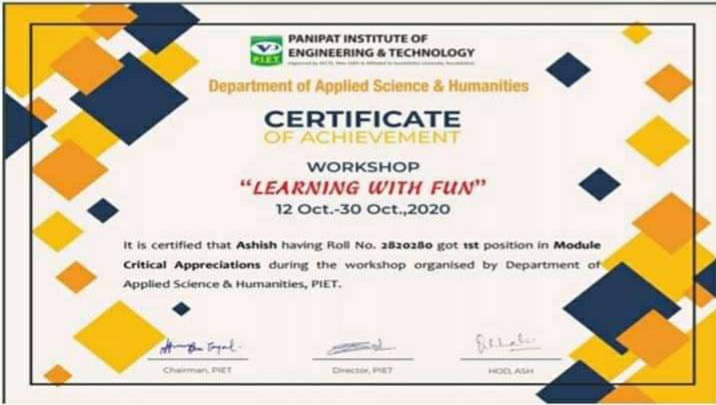 PANIPAT INSTITUTE OF
ENGINEERING & TECHNOLOGY
P.I.E.T
Department of Applied Science & Humanities
CERTIFICATE
OF ACHIEVEMENT
WORKSHOP
“LEARNING WITH FUN”
12 Oct.-30 Oct.,2020
It is certified that Ashish having Roll No. 2820280 got 1st position in Module
Critical Appreciations during the workshop organised by Department of
Applied Science & Humanities, PIET.
Chairman, PIET
Director, PIET
HOD, ASH